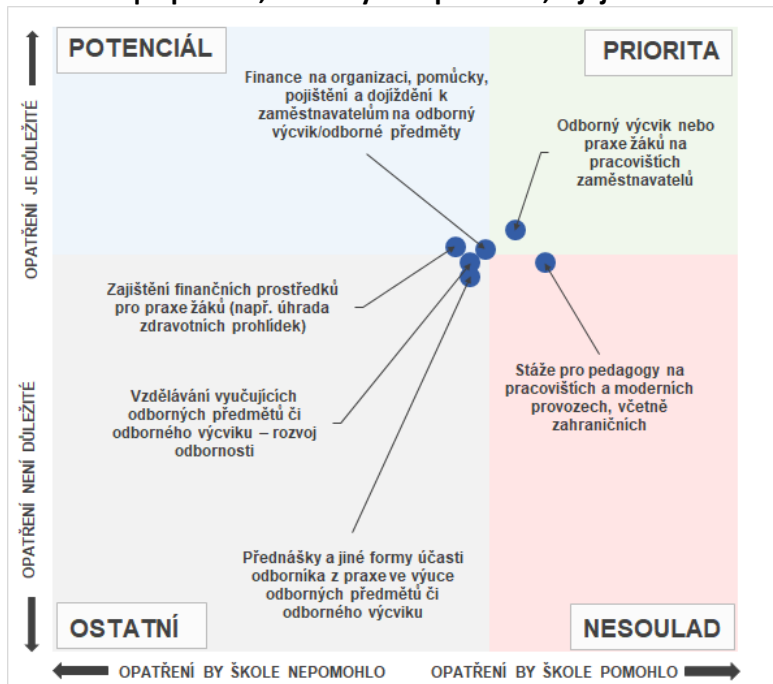 POTENCIÁL
PRIORITA
Finance na organizaci, pomůcky,
pojištění a dojíždění k
zaměstnavatelům na odborný
výcvik/odborné předměty
Odborný výcvik nebo
praxe žáků na
pracovištích
zaměstnavatelů
OPATŘENÍ JE DŮLEŽITÉ
Zajištění finančních prostředků
pro praxe žáků (např. úhrada
zdravotních prohlídek)
Stáže pro pedagogy na
pracovištích a moderních
provozech, včetně
zahraničních
Vzdělávání vyučujících
odborných předmětů či
odborného výcviku – rozvoj
odbornosti
OPATŘENÍ NENÍ DŮLEŽITÉ
Přednášky a jiné formy účasti
odborníka z praxe ve výuce
odborných předmětů či
odborného výcviku
OSTATNÍ
NESOULAD
OPATŘENÍ BY ŠKOLE NEPOMOHLO
OPATŘENÍ BY ŠKOLE POMOHLO